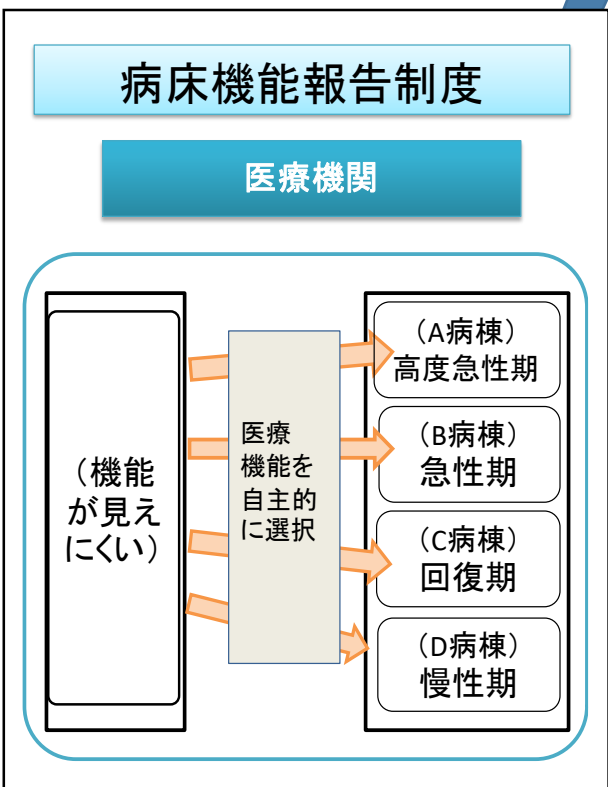 病床機能報告制度
医療機関
（機能
が見え
にくい）
医療
機能を
自主的
に選択
（A病棟）
高度急性期
（B病棟）
急性期
（C病棟）
回復期
（D病棟）
慢性期